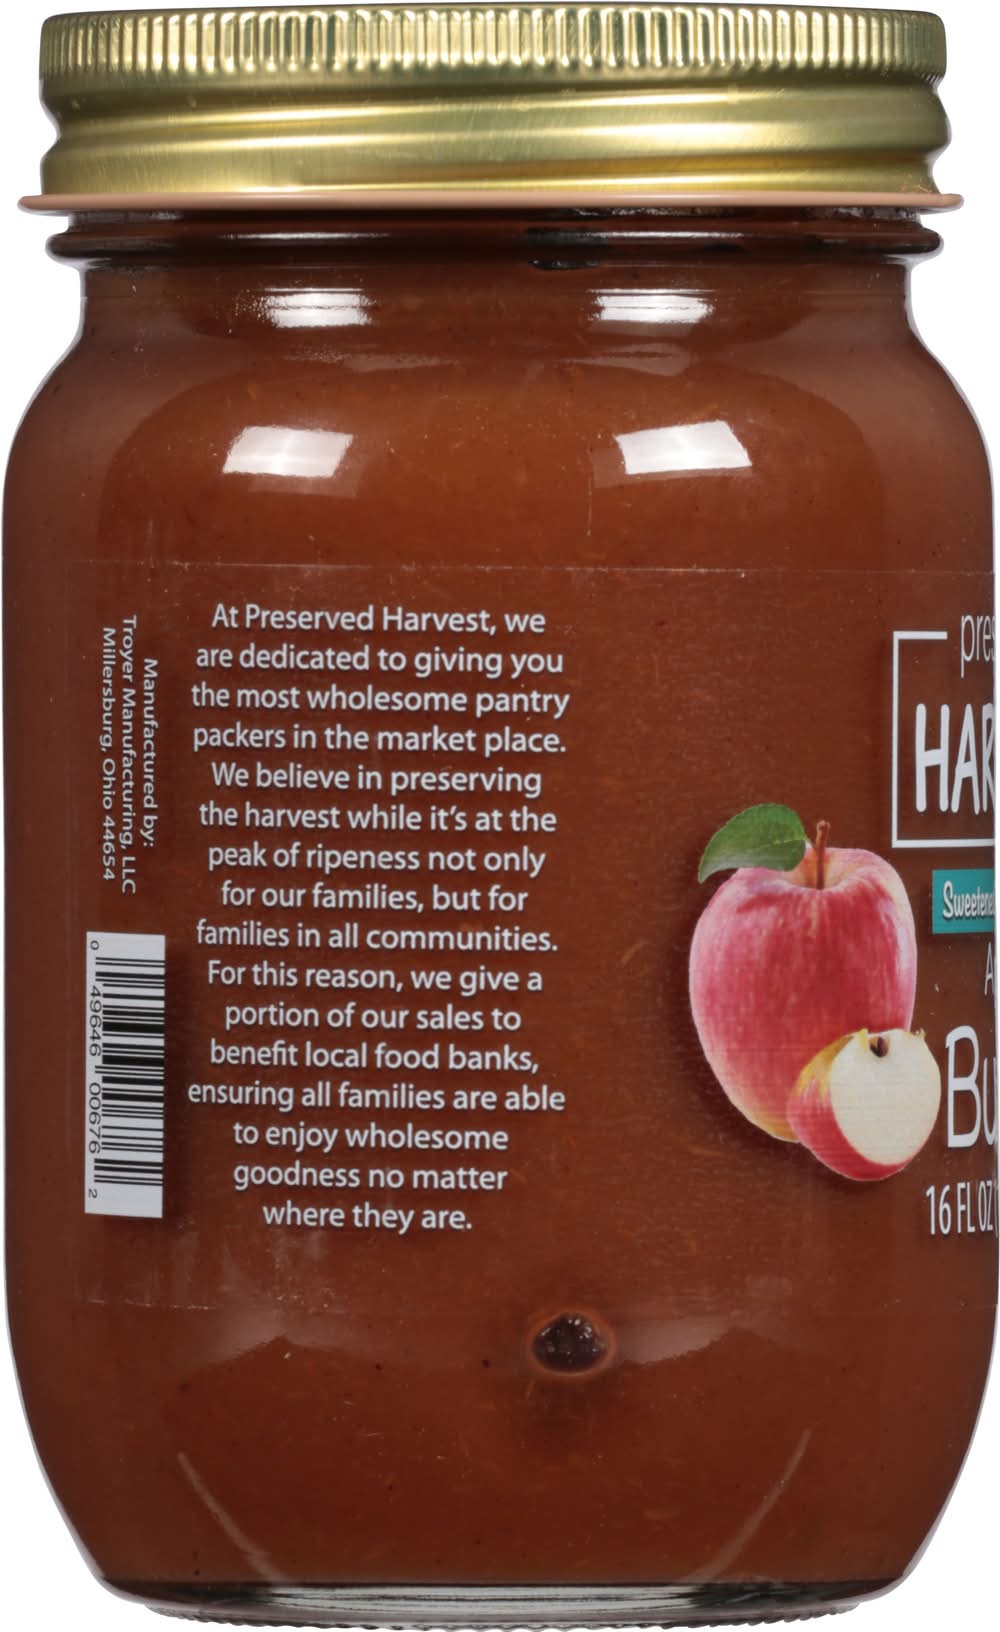 At Preserved Harvest, we
are dedicated to giving you
the most wholesome pantry
packers in the market place.
We believe in preserving
the harvest while it's at the
peak of ripeness not only
for our families, but for
families in all communities.
For this reason, we give a
portion of our sales to
benefit local food banks,
ensuring all families are able
to enjoy wholesome
goodness no matter
where they are.
Manufactured by:
Troyer Manufacturing, LLC
Millersburg, Ohio 44654
0 49646 00676 2
16 FL OZ